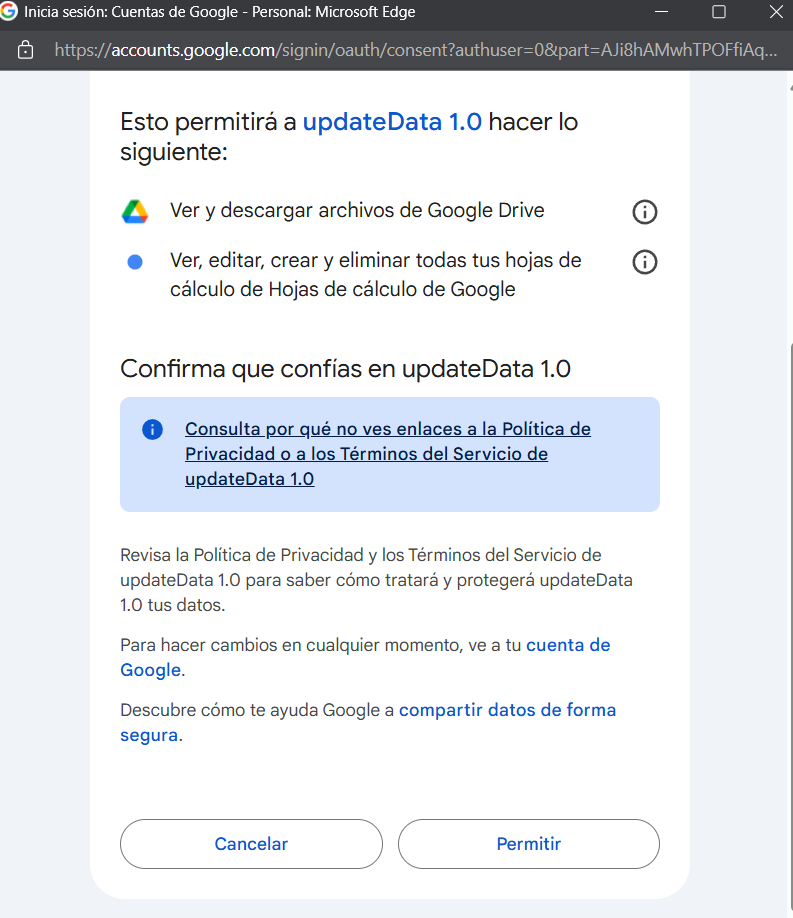 Inicia sesión: Cuentas de Google - Personal: Microsoft Edge
https://accounts.google.com/signin/oauth/consent?authuser=0&part=AJi8hAMwhTPOFfiAq...
Esto permitirá a updateData 1.0 hacer lo
siguiente:
Ver y descargar archivos de Google Drive
Ver, editar, crear y eliminar todas tus hojas de
cálculo de Hojas de cálculo de Google
Confirma que confías en updateData 1.0
Consulta por qué no ves enlaces a la Política de
Privacidad o a los Términos del Servicio de
updateData 1.0
Revisa la Política de Privacidad y los Términos del Servicio de
updateData 1.0 para saber cómo tratará y protegerá updateData
1.0 tus datos.
Para hacer cambios en cualquier momento, ve a tu cuenta de
Google.
Descubre cómo te ayuda Google a compartir datos de forma
segura.
Cancelar
Permitir